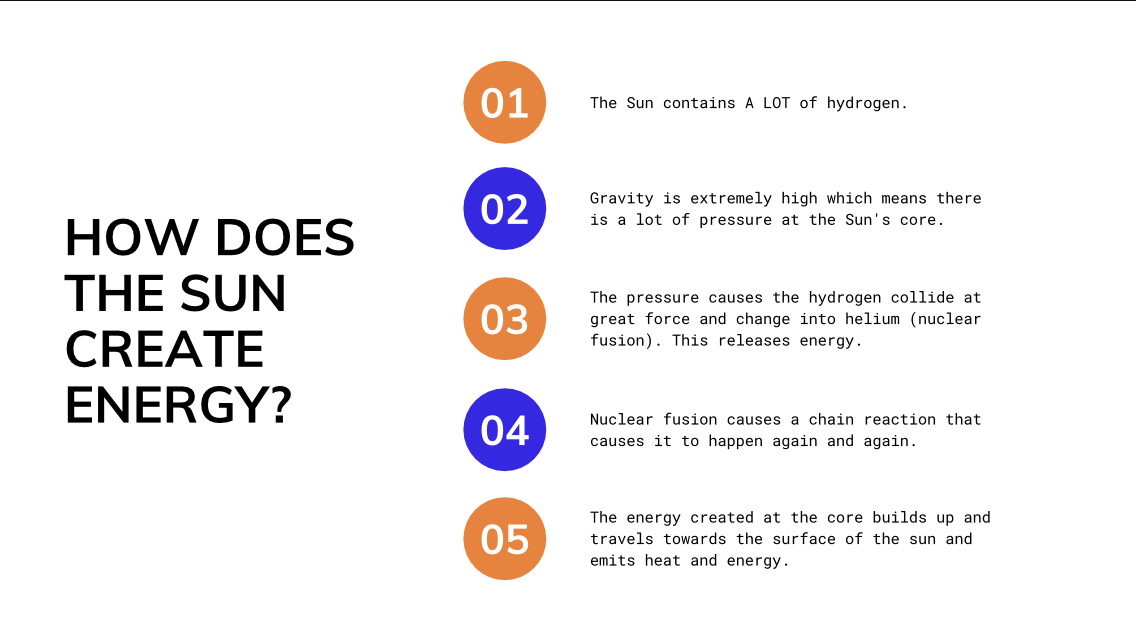 HOW DOES
THE SUN
CREATE
ENERGY?
01
The Sun contains A LOT of hydrogen.
02
Gravity is extremely high which means there
is a lot of pressure at the Sun's core.
03
The pressure causes the hydrogen collide at
great force and change into helium (nuclear
fusion). This releases energy.
04
Nuclear fusion causes a chain reaction that
causes it to happen again and again.
05
The energy created at the core builds up and
travels towards the surface of the sun and
emits heat and energy.